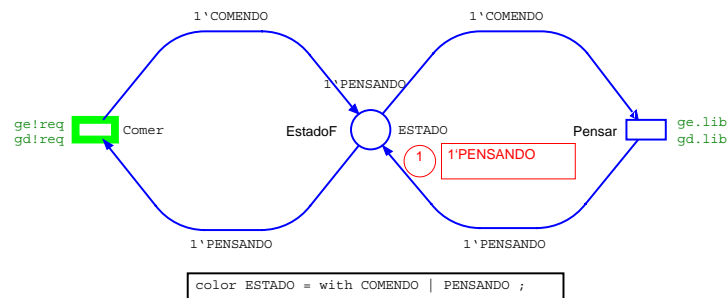 1`COMENDO
1`COMENDO
1`PENSANDO
ge!req
gd!req
Comer
EstadoF
ESTADO
Pensar
ge.lib
gd.lib
1
1`PENSANDO
1`PENSANDO
1`PENSANDO
color ESTADO = with COMENDO | PENSANDO ;